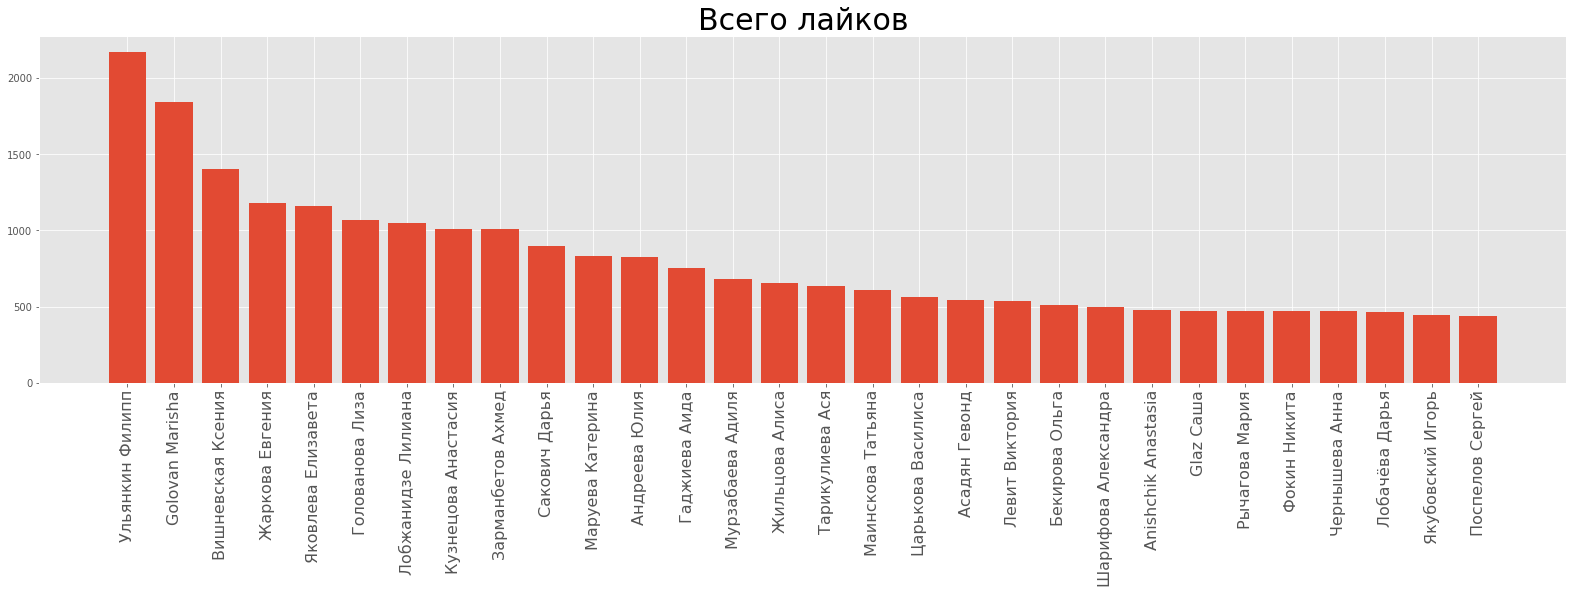 Всего лайков
2000
1500
1000
500
0
Ульянкин Филипп
Golovan Marisha
Вишневская Ксения
Жаркова Евгения
Яковлева Елизавета
Голованова Лиза
Лобжанидзе Лилиана
Кузнецова Анастасия
Зарманбетов Ахмед
Сакович Дарья
Маруева Катерина
Андреева Юлия
Гаджиева Аида
Мурзабаева Адиля
Жильцова Алиса
Тарикулиева Ася
Маинскова Татьяна
Царькова Василиса
Асадян Гевонд
Левит Виктория
Бекирова Ольга
Шарифова Александра
Anishchik Anastasia
Glaz Саша
Рычагова Мария
Фокин Никита
Чернышева Анна
Лобачёва Дарья
Якубовский Игорь
Поспелов Сергей